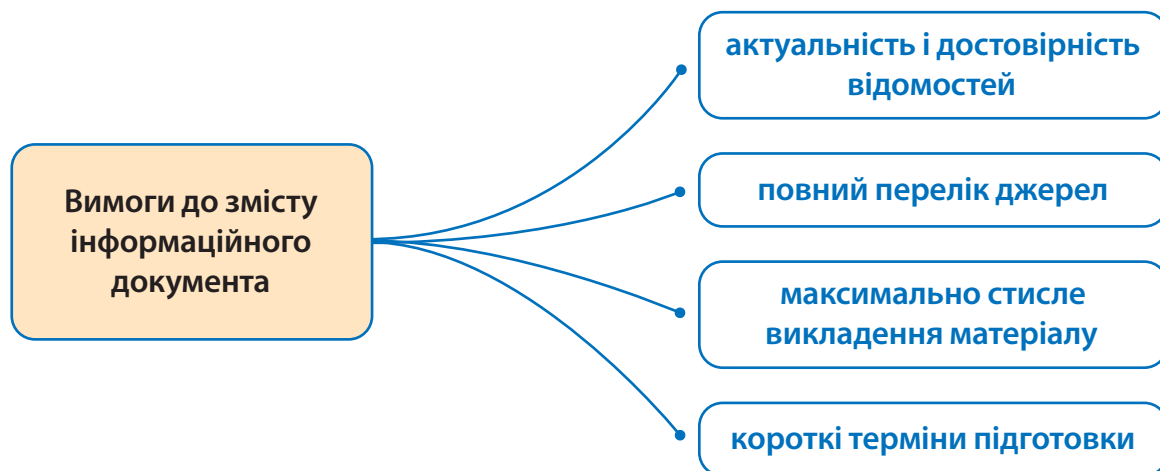 Вимоги до змісту
інформаційного
документа
актуальність і достовірність
відомостей
повний перелік джерел
максимально стисле
викладення матеріалу
короткі терміни підготовки